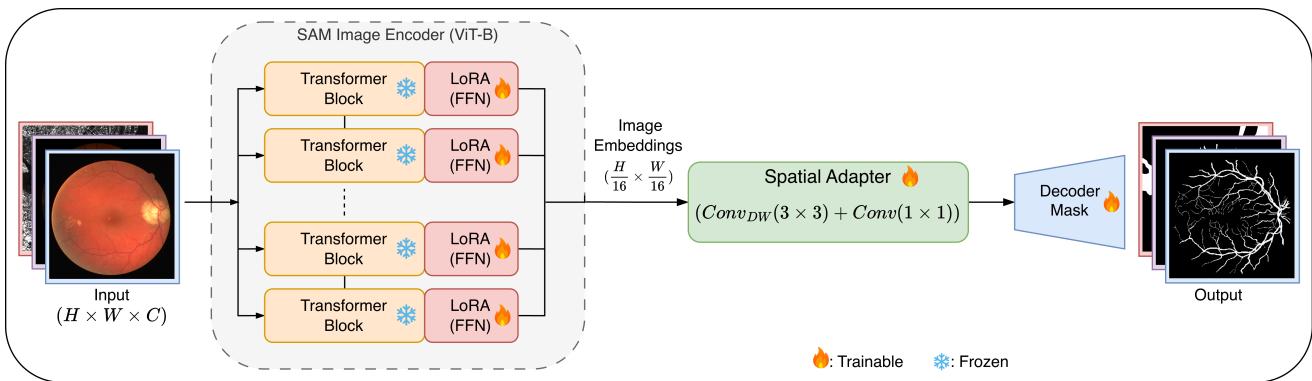 SAM Image Encoder (ViT-B)
Transformer
Block
LoRA
(FFN)
Transformer
Block
LoRA
(FFN)
Transformer
Block
LoRA
(FFN)
Transformer
Block
LoRA
(FFN)
Input
(H × W × C)
Image
Embeddings
(H/16 × W/16)
Spatial Adapter
(Conv_DW(3 × 3) + Conv(1 × 1))
Decoder
Mask
Output
: Trainable
: Frozen